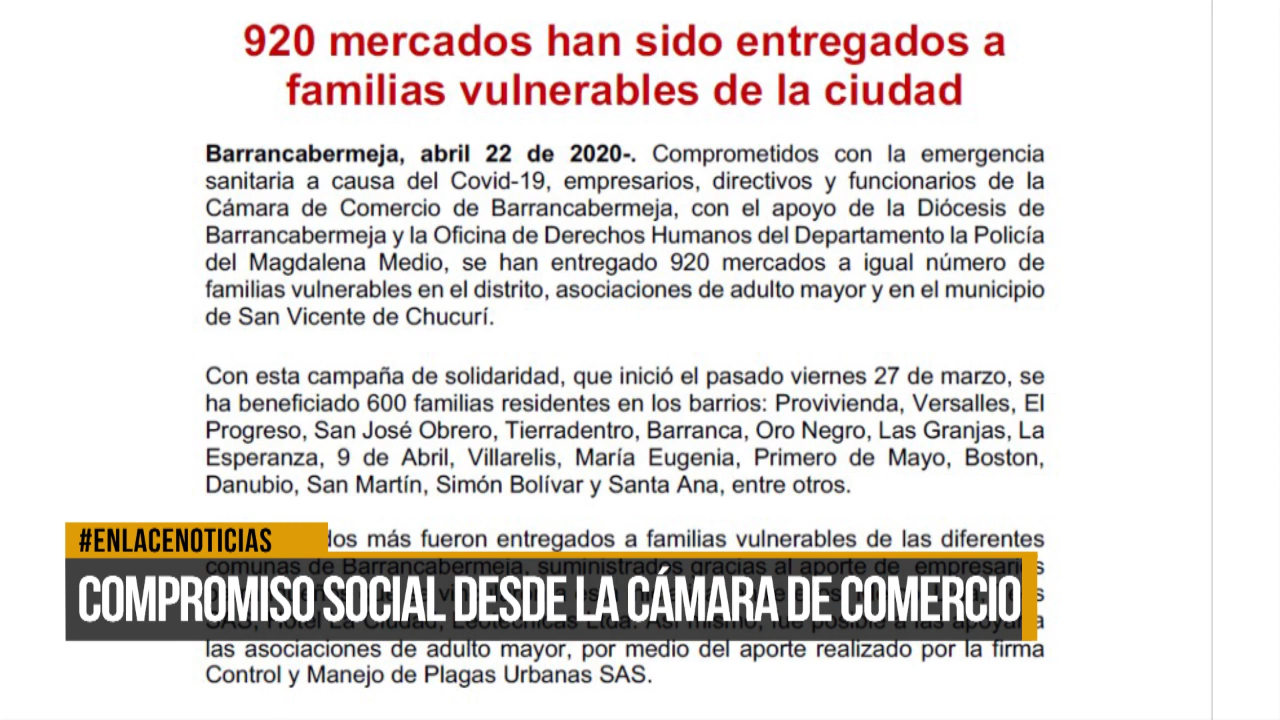 920 mercados han sido entregados a
familias vulnerables de la ciudad
Barrancabermeja, abril 22 de 2020-. Comprometidos con la emergencia
sanitaria a causa del Covid-19, empresarios, directivos y funcionarios de la
Cámara de Comercio de Barrancabermeja, con el apoyo de la Diócesis de
Barrancabermeja y la Oficina de Derechos Humanos del Departamento la Policía
del Magdalena Medio, se han entregado 920 mercados a igual número de
familias vulnerables en el distrito, asociaciones de adulto mayor y en el municipio
de San Vicente de Chucurí.
Con esta campaña de solidaridad, que inició el pasado viernes 27 de marzo, se
ha beneficiado 600 familias residentes en los barrios: Provivienda, Versalles, El
Progreso, San José Obrero, Tierradentro, Barranca, Oro Negro, Las Granjas, La
Esperanza, 9 de Abril, Villarelis, María Eugenia, Primero de Mayo, Boston,
Danubio, San Martín, Simón Bolívar y Santa Ana, entre otros.
#ENLACENOTICIAS
dos más fueron entregados a familias vulnerables de las diferentes
comunas de Barrancabermeja, suministrados gracias al aporte de empresarios
COMPROMISO SOCIAL DESDE LA CÁMARA DE COMERCIO
las asociaciones de adulto mayor, por medio del aporte realizado por la firma
Control y Manejo de Plagas Urbanas SAS.